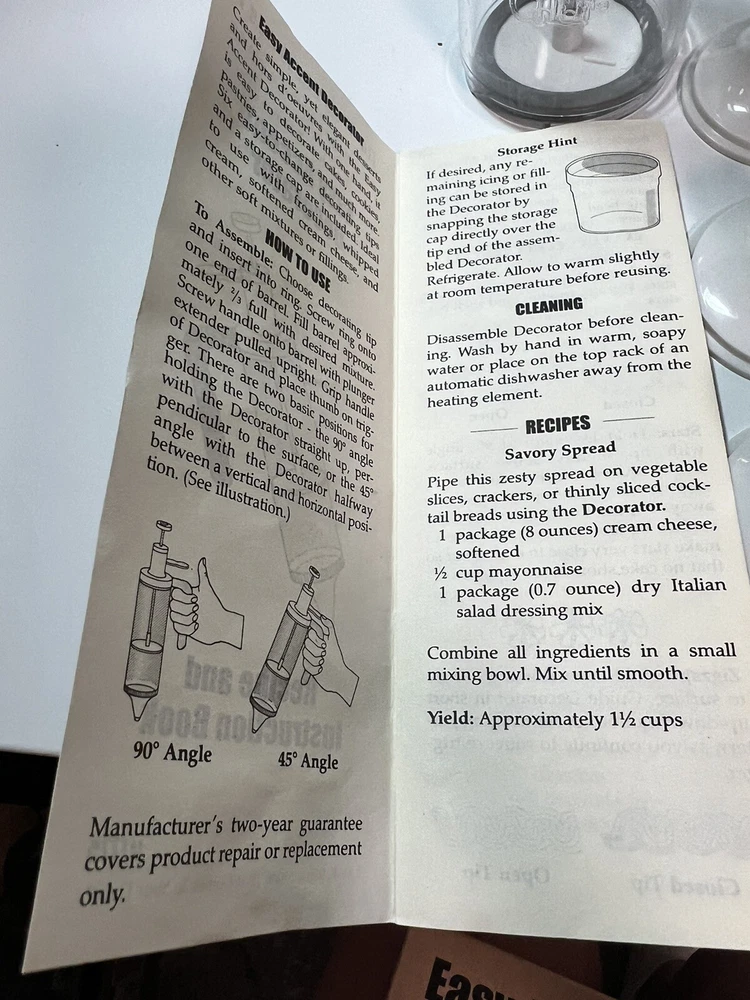 Easy Accent Decorator
Create simple, yet elegant desserts
and hors d'oeuvres with the Easy
Accent Decorator! With one hand, it
is easy to decorate cakes, cookies,
pastries, appetizers, and much more.
Six easy-to-change decorating tips
and a storage cap are included. Ideal
to use with frostings, whipped
cream, softened cream cheese, and
other soft mixtures or fillings.
HOW TO USE
To Assemble: Choose decorating tip
and insert into ring. Screw ring onto
one end of barrel. Fill barrel approxi-
mately ⅔ full with desired mixture.
Screw handle onto barrel with plunger
extender pulled upright. Grip handle
of Decorator and place thumb on trig-
ger. There are two basic positions for
holding the Decorator - the 90° angle
with the Decorator straight up, per-
pendicular to the surface, or the 45°
angle with the Decorator halfway
between a vertical and horizontal posi-
tion. (See illustration.)
90° Angle
45° Angle
Manufacturer's two-year guarantee
covers product repair or replacement
only.
Storage Hint
If desired, any re-
maining icing or fill-
ing can be stored in
the Decorator by
snapping the storage
cap directly over the
tip end of the assem-
bled Decorator.
Refrigerate. Allow to warm slightly
at room temperature before reusing.
CLEANING
Disassemble Decorator before clean-
ing. Wash by hand in warm, soapy
water or place on the top rack of an
automatic dishwasher away from the
heating element.
RECIPES
Savory Spread
Pipe this zesty spread on vegetable
slices, crackers, or thinly sliced cock-
tail breads using the Decorator.
1 package (8 ounces) cream cheese,
softened
½ cup mayonnaise
1 package (0.7 ounce) dry Italian
salad dressing mix
Combine all ingredients in a small
mixing bowl. Mix until smooth.
Yield: Approximately 1½ cups
Easy